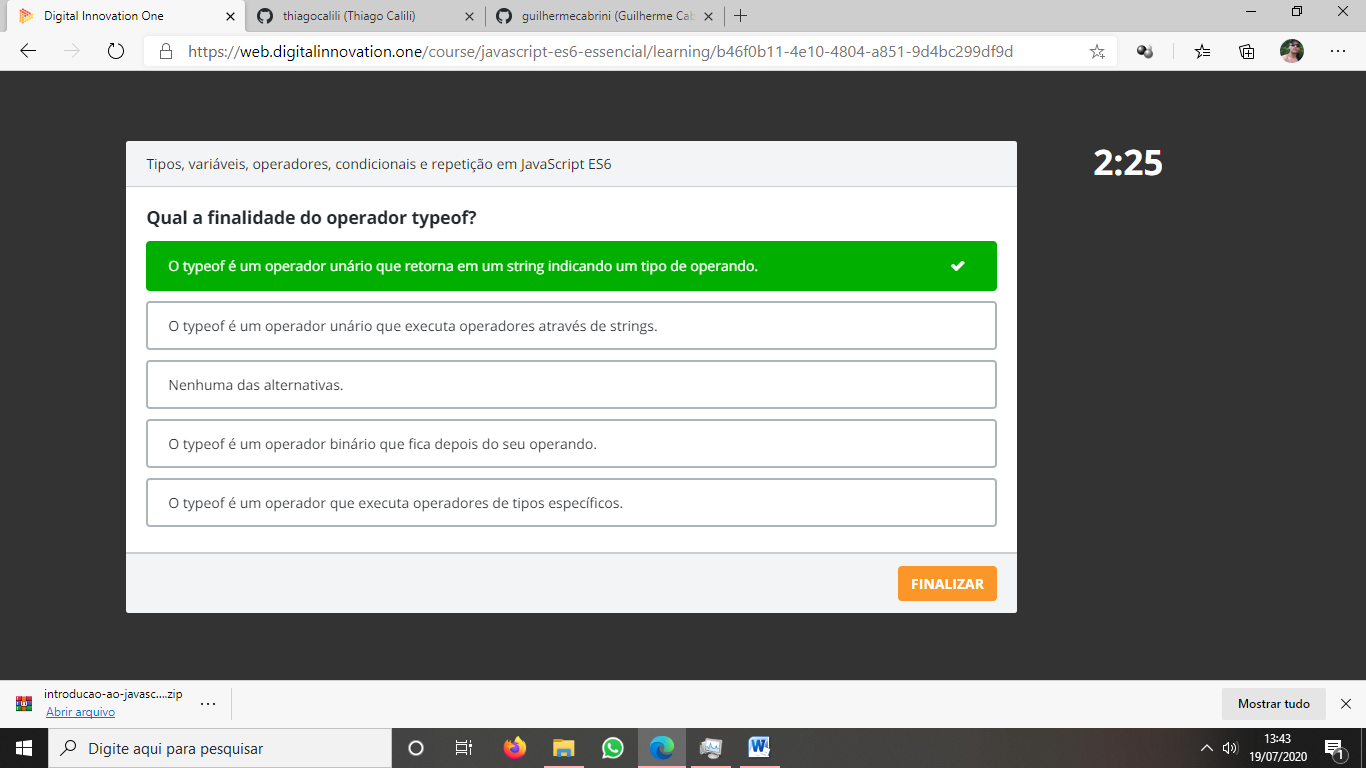 Digital Innovation One
thiagocalili (Thiago Calili)
guilhermecabrini (Guilherme Cab
https://web.digitalinnovation.one/course/javascript-es6-essencial/learning/b46f0b11-4e10-4804-a851-9d4bc299df9d
Tipos, variáveis, operadores, condicionais e repetição em JavaScript ES6
2:25
Qual a finalidade do operador typeof?
O typeof é um operador unário que retorna em um string indicando um tipo de operando.
O typeof é um operador unário que executa operadores através de strings.
Nenhuma das alternativas.
O typeof é um operador binário que fica depois do seu operando.
O typeof é um operador que executa operadores de tipos específicos.
FINALIZAR
introducao-ao-javasc....zip
Abrir arquivo
Mostrar tudo
Digite aqui para pesquisar
13:43
19/07/2020
1